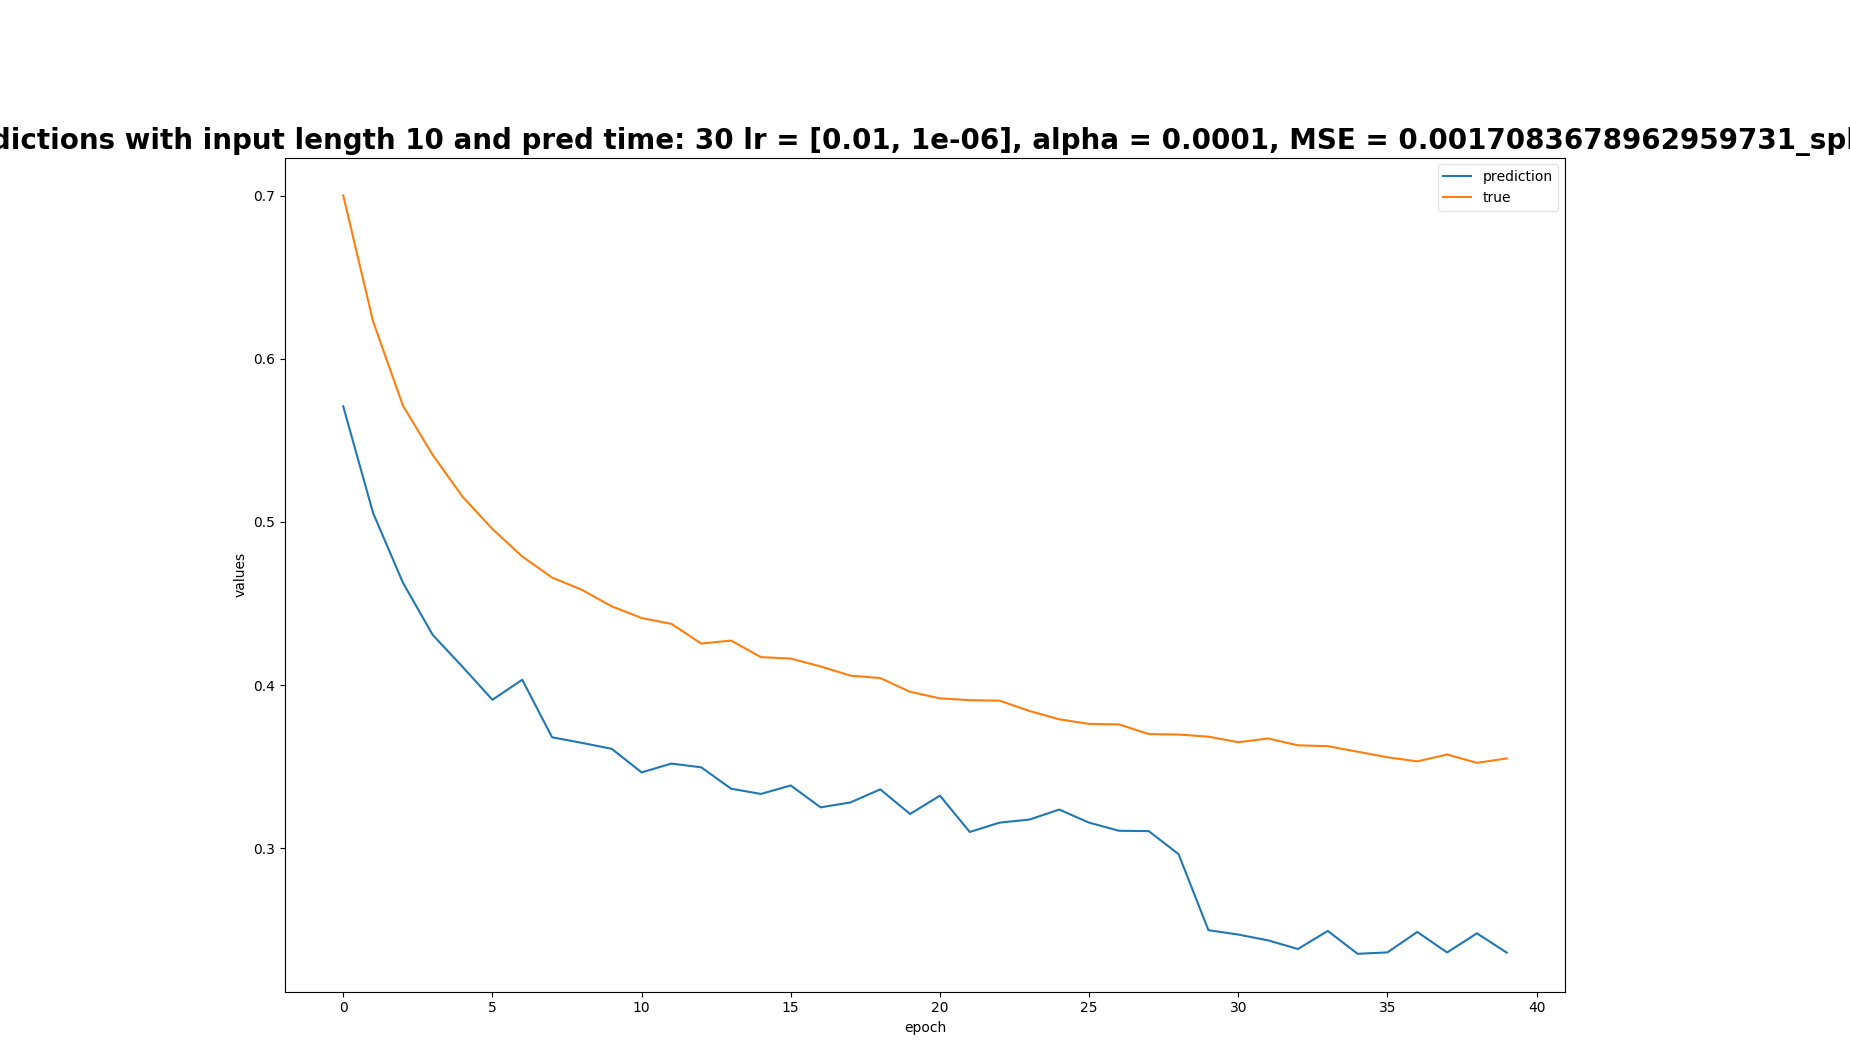 with input length 10 and pred time: 30 lr = [0.01, 1e-06], alpha = 0.0001, MSE = 0.0017083678962959731_spl
prediction
true
0.7
0.6
0.5
0.4
0.3
values
0 5 10 15 20 25 30 35 40
epoch